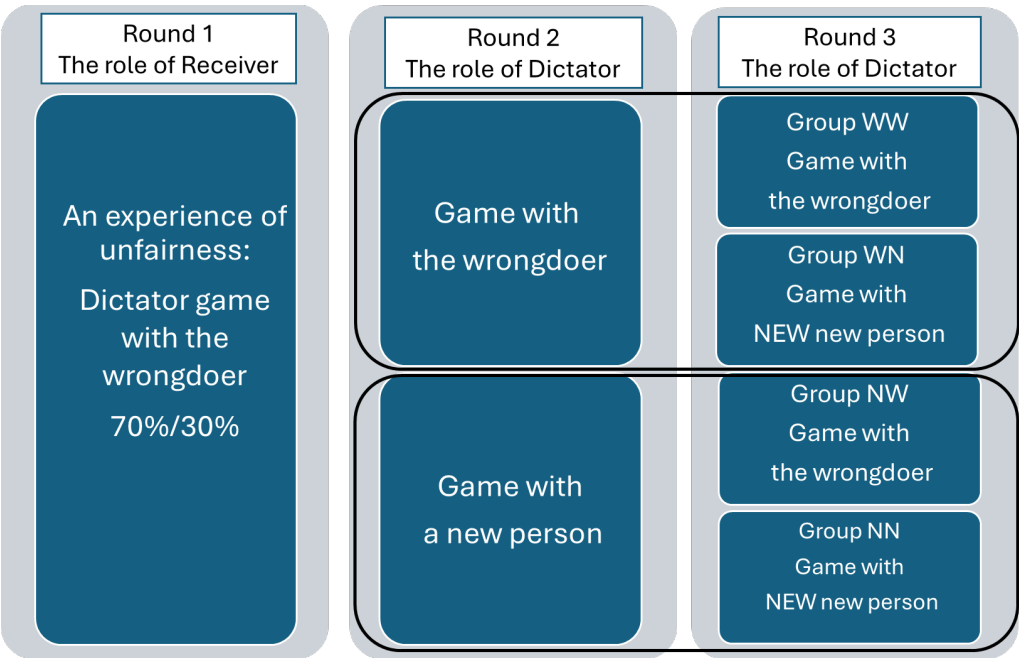 Round 1
The role of Receiver
An experience of
unfairness:
Dictator game
with the
wrongdoer
70%/30%
Round 2
The role of Dictator
Game with
the wrongdoer
Game with
a new person
Round 3
The role of Dictator
Group WW
Game with
the wrongdoer
Group WN
Game with
NEW new person
Group NW
Game with
the wrongdoer
Group NN
Game with
NEW new person